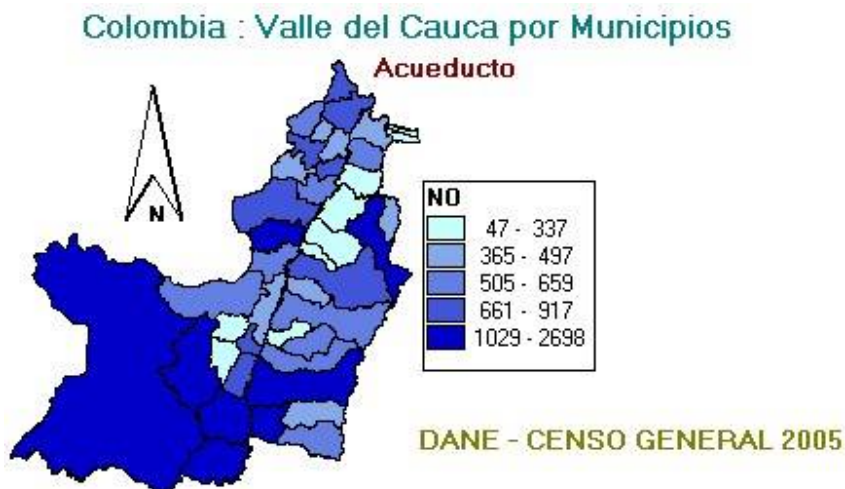 Colombia : Valle del Cauca por Municipios
Acueducto
N
NO
47 - 337
365 - 497
505 - 659
661 - 917
1029 - 2698
DANE - CENSO GENERAL 2005